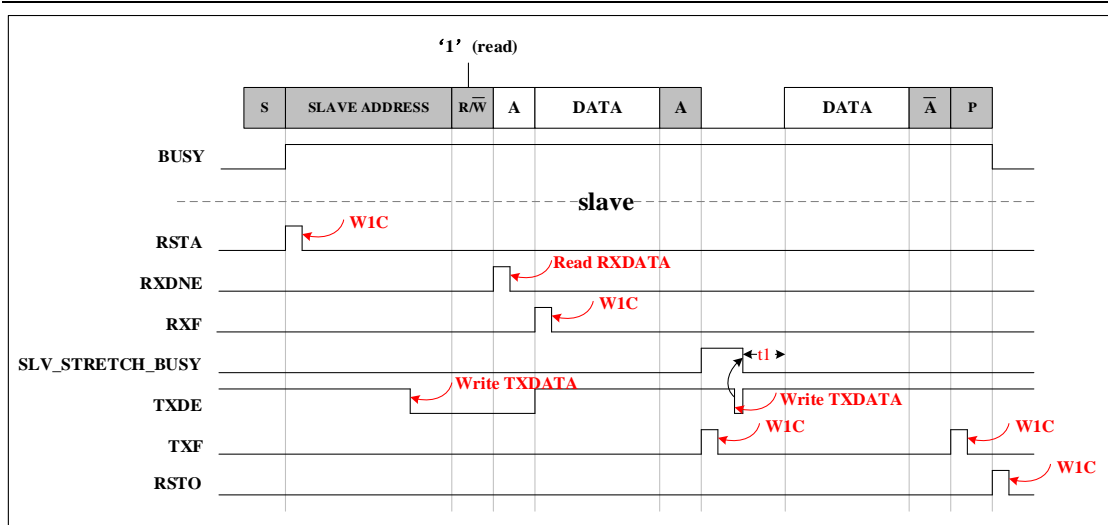 ‘1’ (read)
S SLAVE ADDRESS R/W̅ A DATA A DATA A̅ P
BUSY
slave
RSTA W1C
RXDNE Read RXDATA
RXF W1C
SLV_STRETCH_BUSY t1
TXDE Write TXDATA Write TXDATA
TXF W1C W1C
RSTO W1C